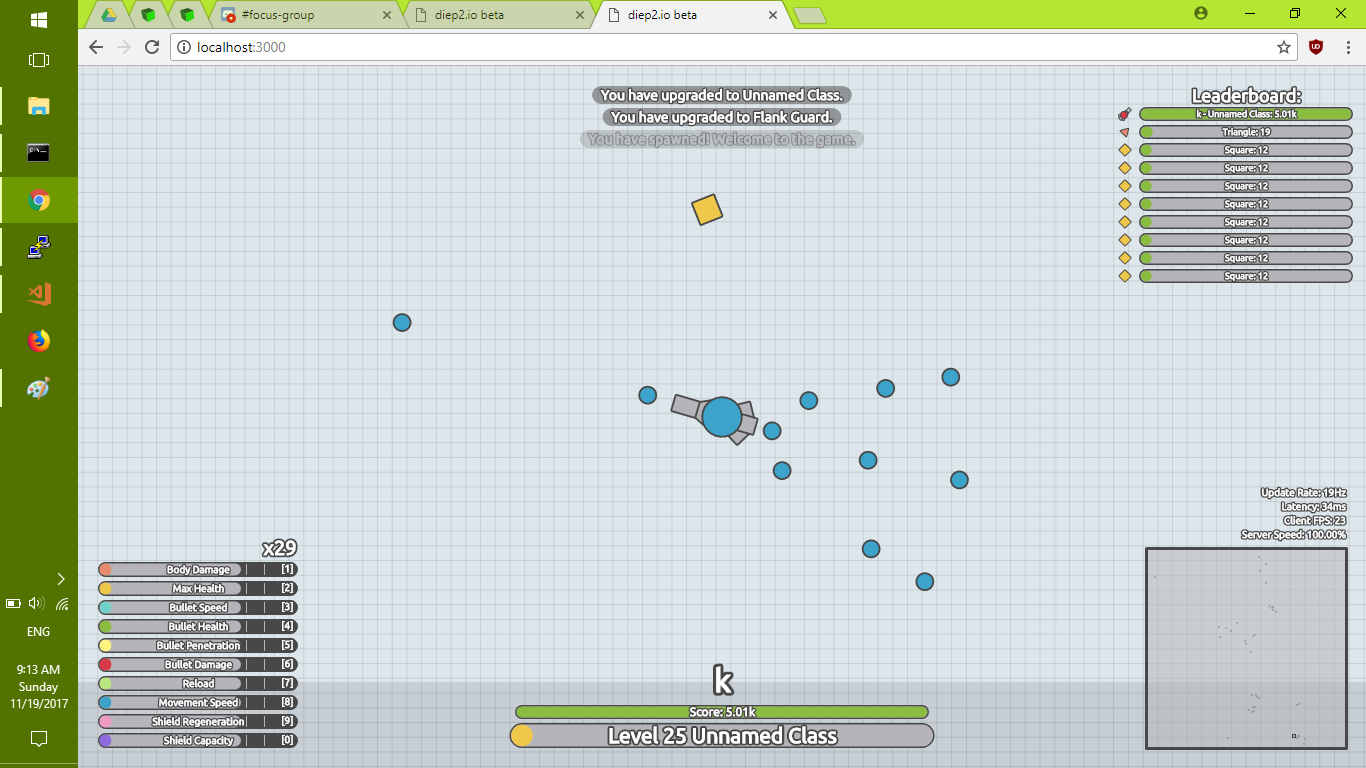 #focus-group
diep2.io beta
diep2.io beta
localhost:3000
You have upgraded to Unnamed Class.
You have upgraded to Flank Guard.
You have spawned! Welcome to the game.
Leaderboard:
k - Unnamed Class: 5.01k
Triangle: 19
Square: 12
Square: 12
Square: 12
Square: 12
Square: 12
Square: 12
Square: 12
Square: 12
Update Rate: 19Hz
Latency: 34ms
Client FPS: 23
Server Speed: 100.00%
x29
Body Damage [1]
Max Health [2]
Bullet Speed [3]
Bullet Health [4]
Bullet Penetration [5]
Bullet Damage [6]
Reload [7]
Movement Speed [8]
Shield Regeneration [9]
Shield Capacity [0]
k
Score: 5.01k
Level 25 Unnamed Class
ENG
9:13 AM
Sunday
11/19/2017